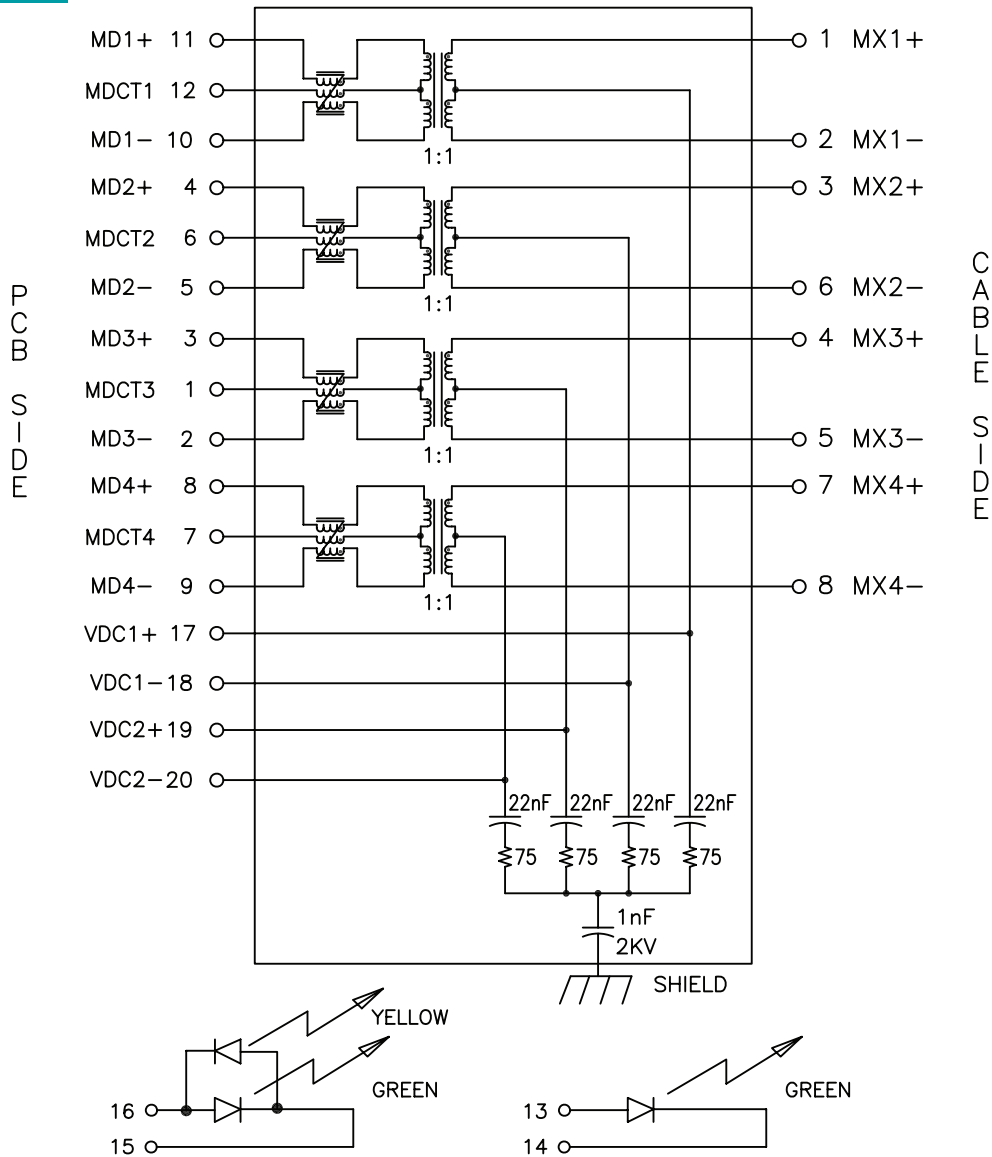 MD1+ 11
1 MX1+
MDCT1 12
MD1- 10
2 MX1-
1:1
MD2+ 4
3 MX2+
MDCT2 6
MD2- 5
6 MX2-
1:1
MD3+ 3
4 MX3+
MDCT3 1
MD3- 2
5 MX3-
1:1
MD4+ 8
7 MX4+
MDCT4 7
MD4- 9
8 MX4-
1:1
PCB SIDE
CABLE SIDE
VDC1+ 17
VDC1-18
VDC2+19
VDC2-20
22nF 22nF 22nF 22nF
75 75 75 75
1nF
2KV
SHIELD
YELLOW
GREEN
16
15
GREEN
13
14